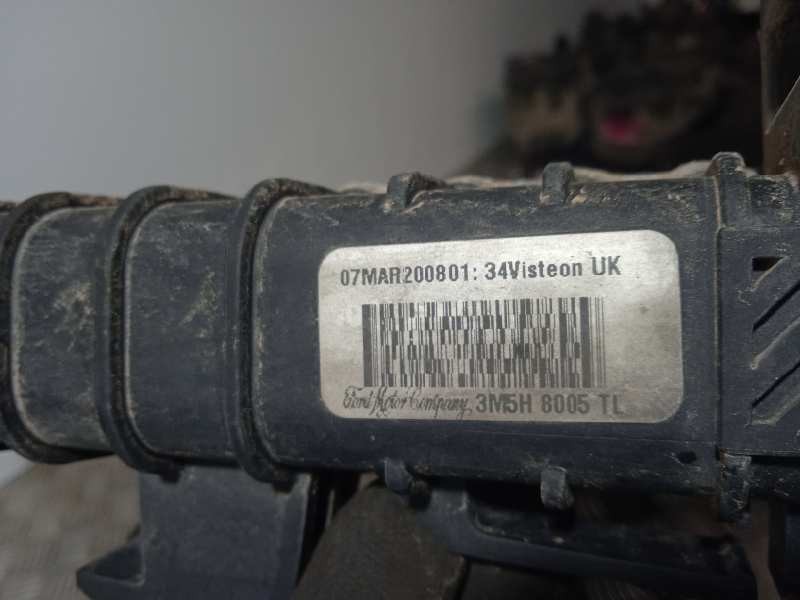 07MAR200801: 34Visteon UK
Ford Motor Company 3M5H 8005 TL